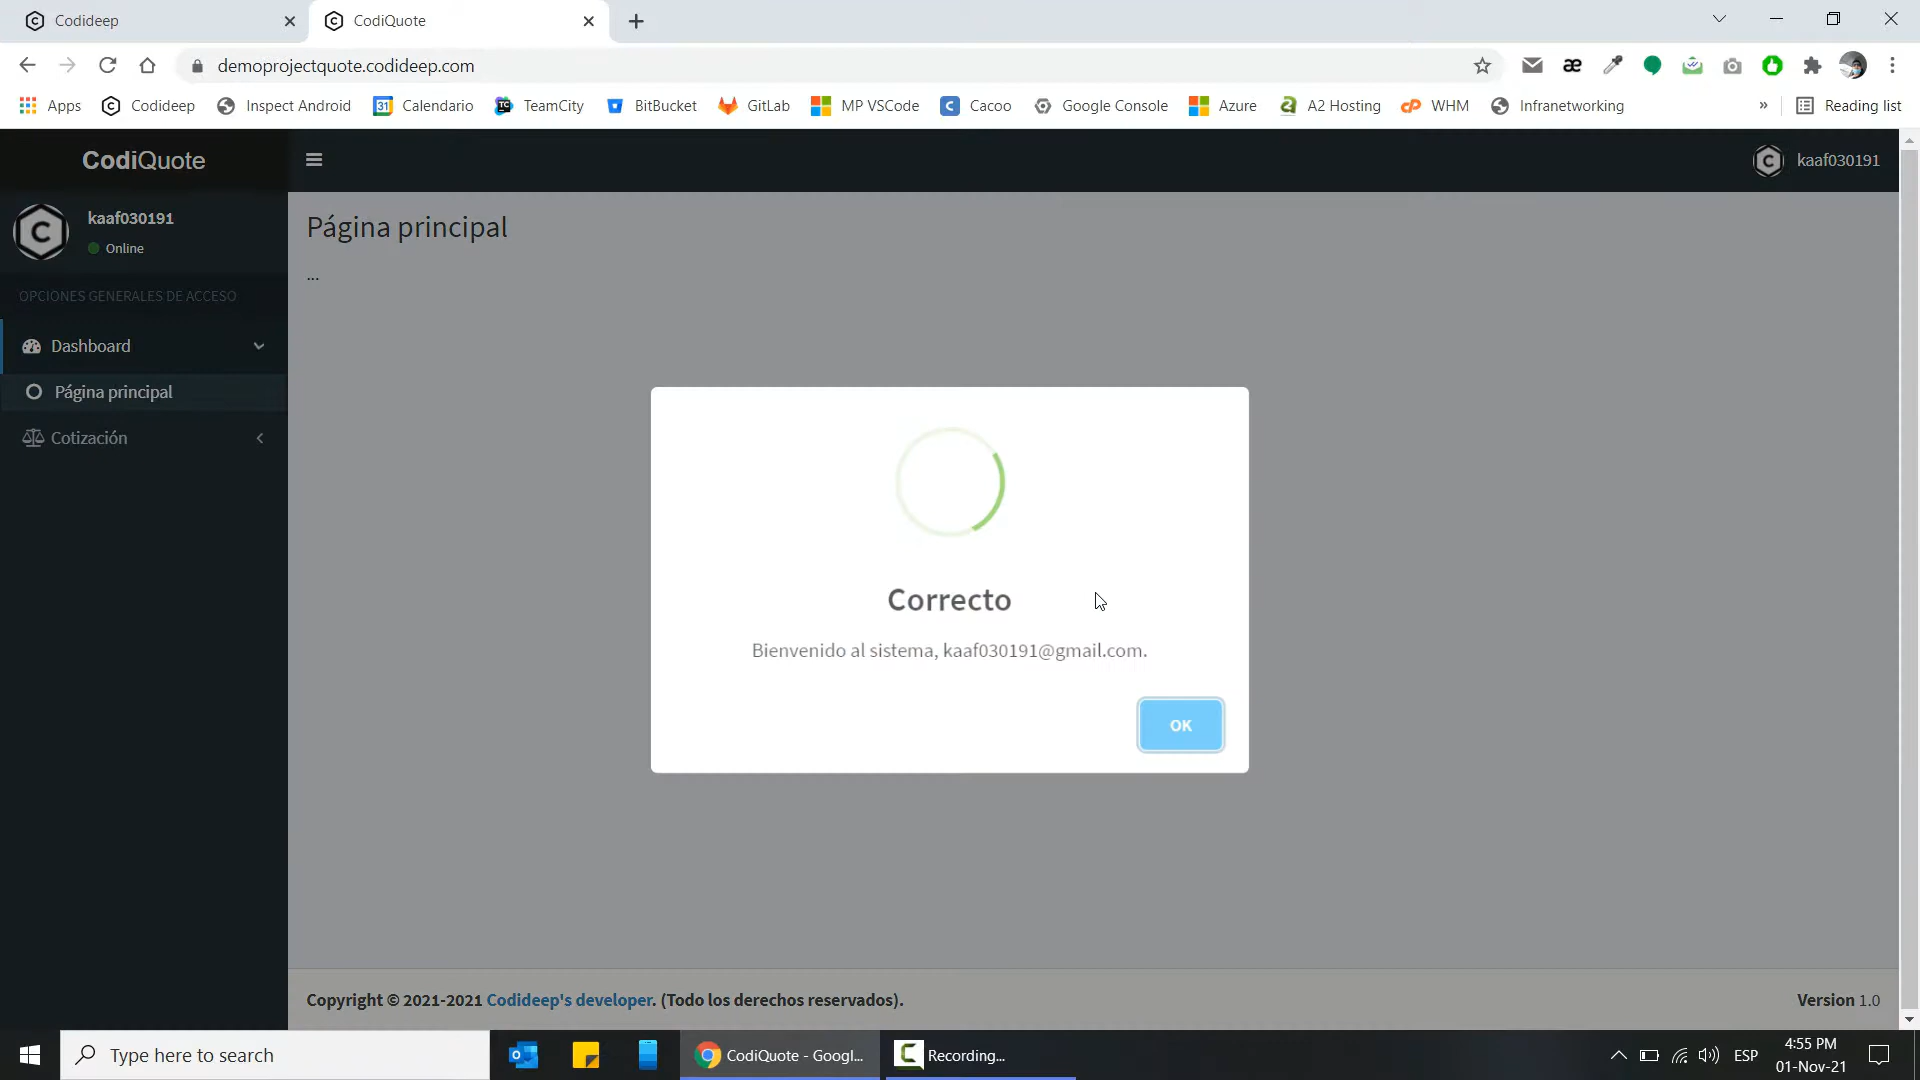 Codideep
CodiQuote
demoprojectquote.codideep.com
Apps
Codideep
Inspect Android
31
Calendario
TC
TeamCity
BitBucket
GitLab
MP VSCode
C
Cacoo
Google Console
Azure
A2 Hosting
cP
WHM
Infranetworking
»
Reading list
CodiQuote
kaaf030191
kaaf030191
Online
OPCIONES GENERALES DE ACCESO
Dashboard
Página principal
Cotización
Página principal
...
Correcto
Bienvenido al sistema, kaaf030191@gmail.com.
OK
Copyright © 2021-2021 Codideep's developer. (Todo los derechos reservados).
Version 1.0
Type here to search
CodiQuote - Googl...
Recording...
ESP
4:55 PM
01-Nov-21